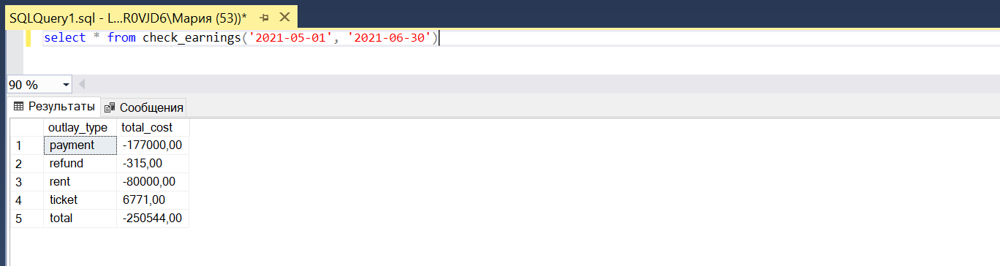 SQLQuery1.sql - L...R0VJD6\Мария (53))*
select * from check_earnings('2021-05-01', '2021-06-30')
90 %
Результаты Сообщения
outlay_type total_cost
1 payment -177000,00
2 refund -315,00
3 rent -80000,00
4 ticket 6771,00
5 total -250544,00